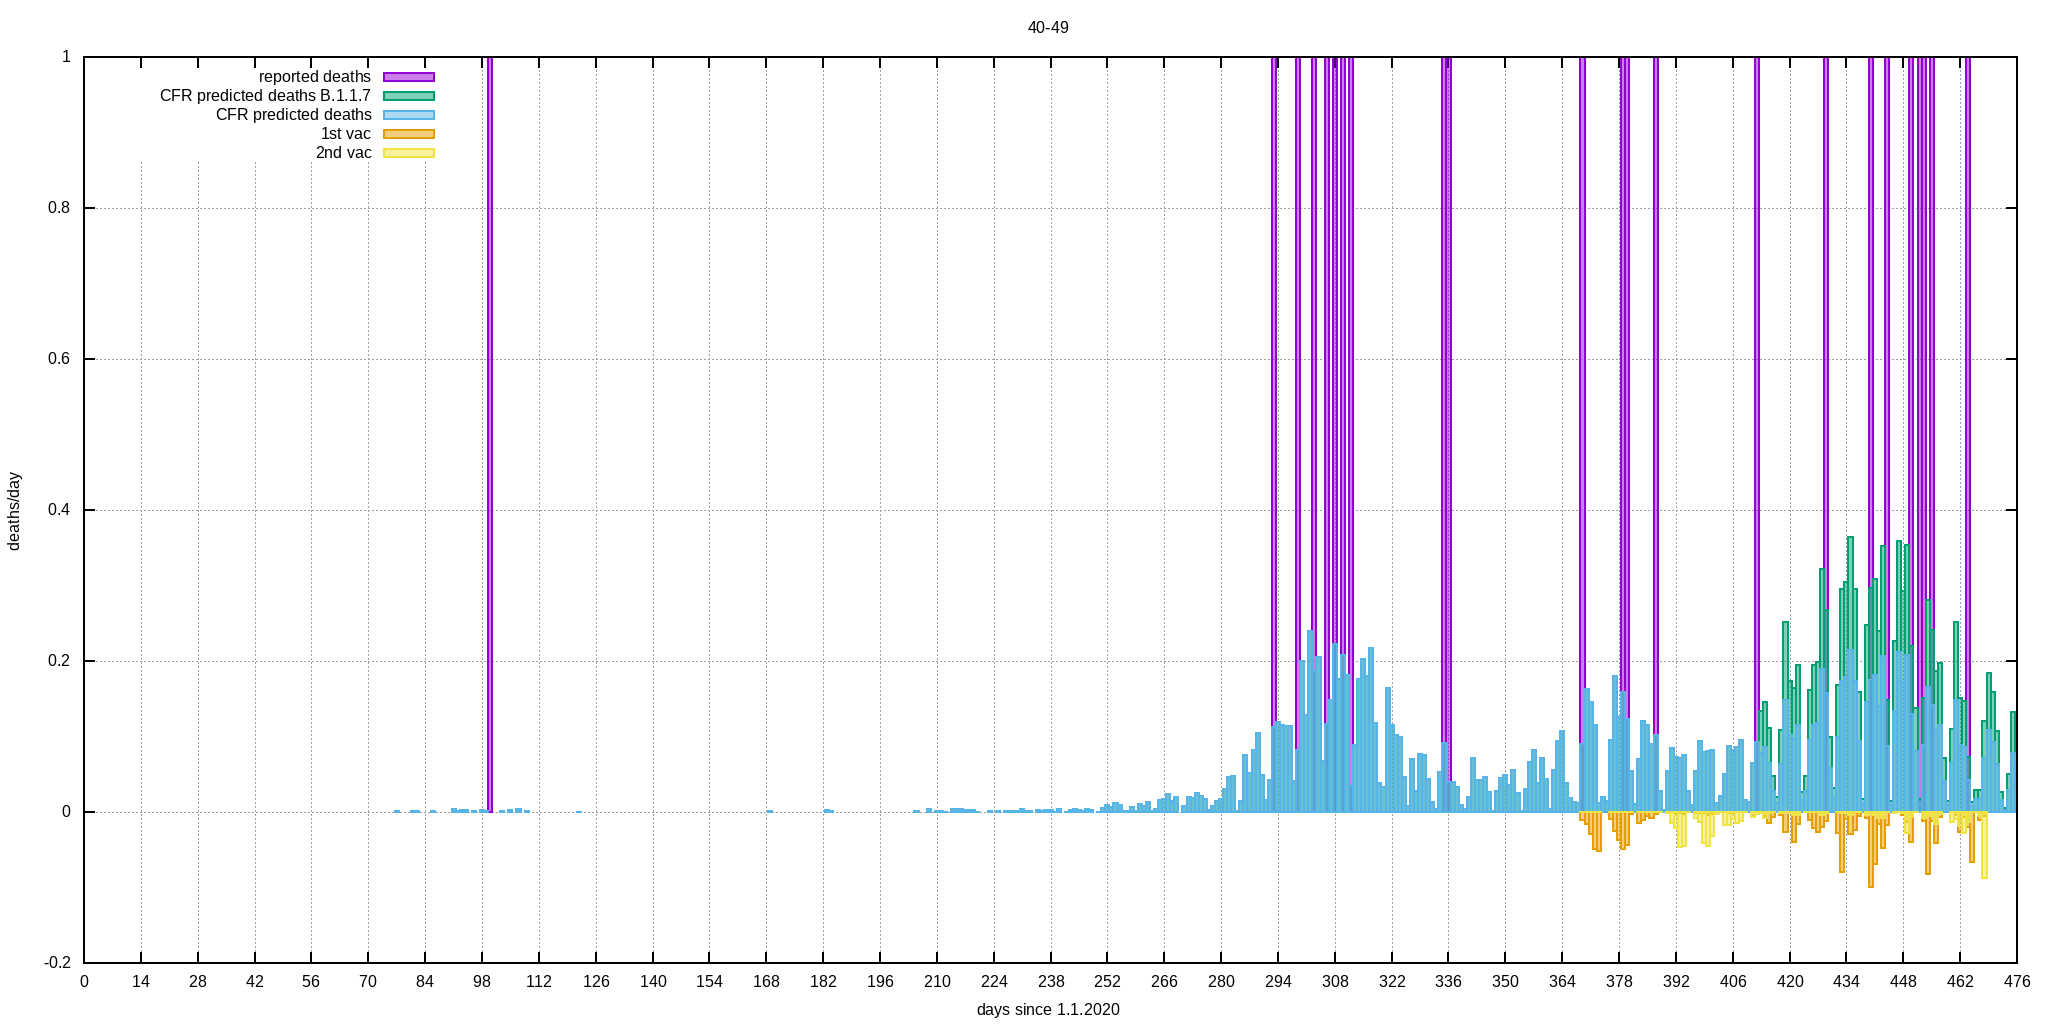 40-49
reported deaths
CFR predicted deaths B.1.1.7
CFR predicted deaths
1st vac
2nd vac
deaths/day
1
0.8
0.6
0.4
0.2
0
-0.2
0 14 28 42 56 70 84 98 112 126 140 154 168 182 196 210 224 238 252 266 280 294 308 322 336 350 364 378 392 406 420 434 448 462 476
days since 1.1.2020